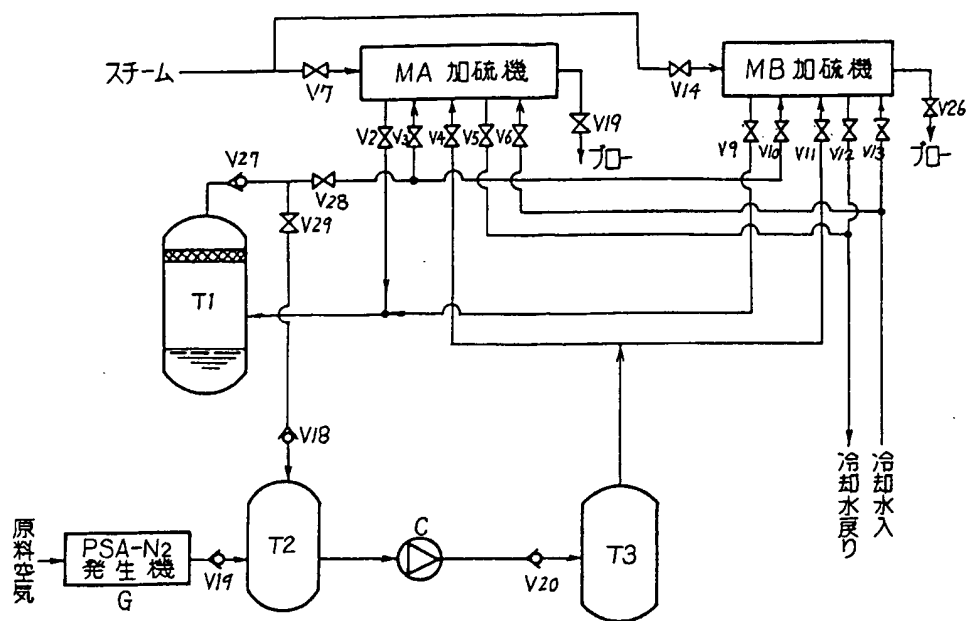 スチーム
V7
MA 加硫機
V14
MB 加硫機
V19
ブロー
V26
ブロー
V2
V3
V4
V5
V6
V9
V10
V11
V12
V13
V27
V28
V29
T1
V18
冷却水戻り
冷却水入
原料空気
PSA-N2
発生機
G
V19
T2
C
V20
T3